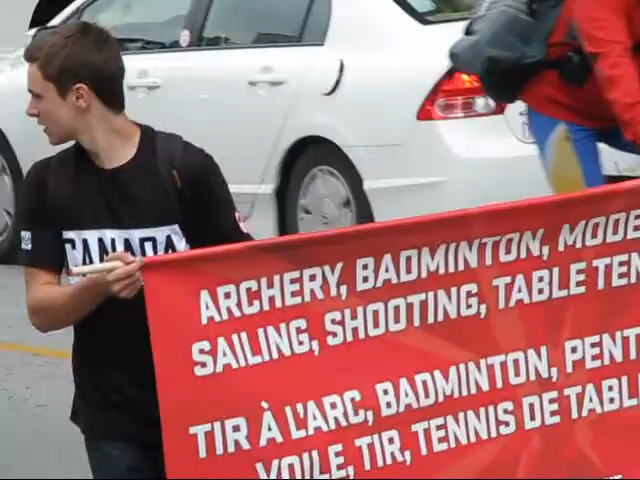 CANADA
ARCHERY, BADMINTON, MODE
SAILING, SHOOTING, TABLE TEN
TIR À L'ARC, BADMINTON, PENT
VOILE, TIR, TENNIS DE TABL